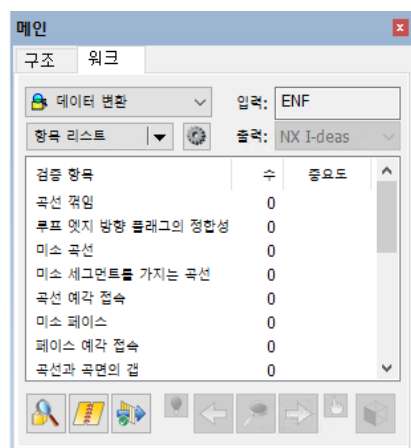 메인
구조 워크
데이터 변환 입력: ENF
항목 리스트 출력: NX I-deas
검증 항목 수 중요도
곡선 꺾임 0
루프 엣지 방향 플래그의 정합성 0
미소 곡선 0
미소 세그먼트를 가지는 곡선 0
곡선 예각 접속 0
미소 페이스 0
페이스 예각 접속 0
곡선과 곡면의 갭 0